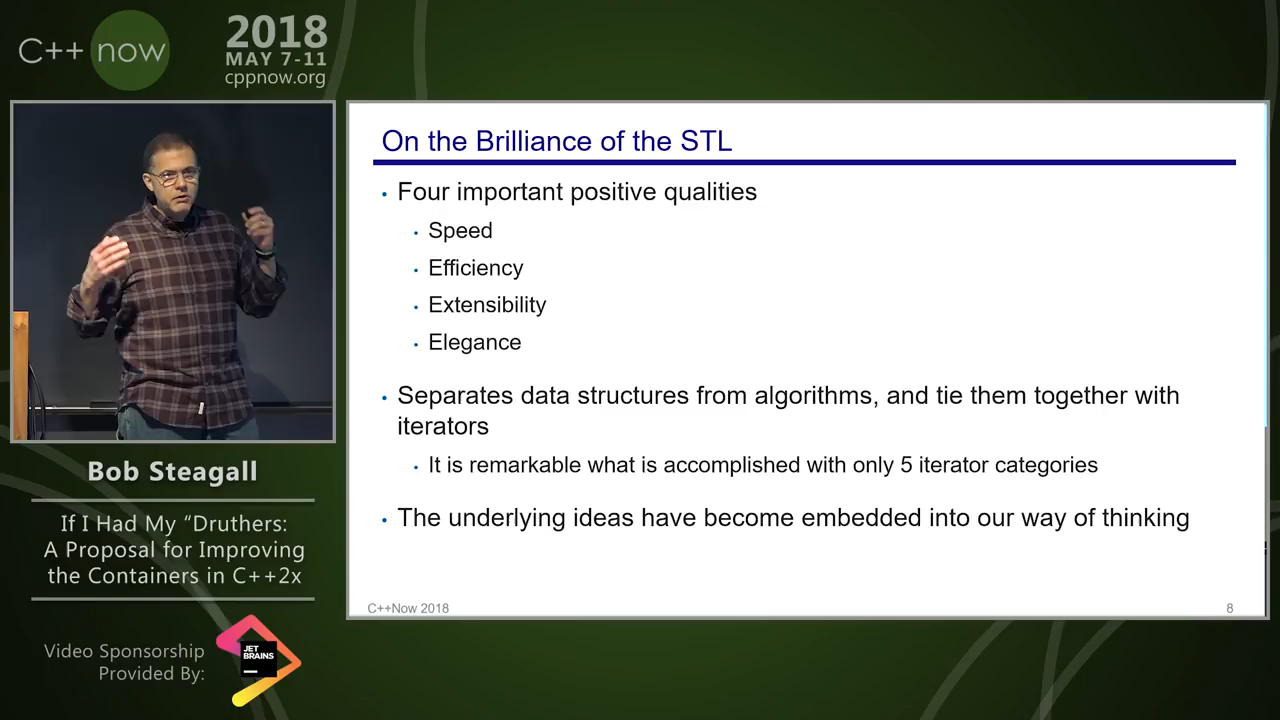 C++ now
2018
MAY 7-11
cppnow.org
On the Brilliance of the STL
• Four important positive qualities
• Speed
• Efficiency
• Extensibility
• Elegance
• Separates data structures from algorithms, and tie them together with
iterators
• It is remarkable what is accomplished with only 5 iterator categories
• The underlying ideas have become embedded into our way of thinking
C++Now 2018
8
Bob Steagall
If I Had My “Druthers:
A Proposal for Improving
the Containers in C++2x
Video Sponsorship
Provided By:
JET
BRAINS